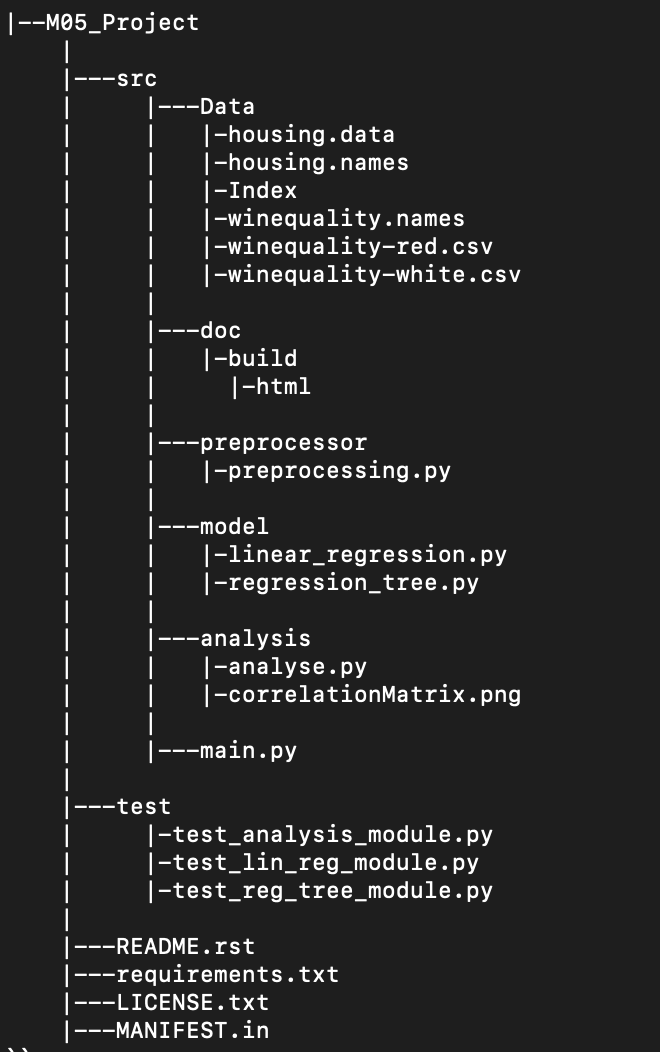 |--M05_Project
     |
     |---src
     |     |---Data
     |     |   |-housing.data
     |     |   |-housing.names
     |     |   |-Index
     |     |   |-winequality.names
     |     |   |-winequality-red.csv
     |     |   |-winequality-white.csv
     |     |
     |     |---doc
     |     |   |-build
     |     |     |-html
     |     |
     |     |---preprocessor
     |     |   |-preprocessing.py
     |     |
     |     |---model
     |     |   |-linear_regression.py
     |     |   |-regression_tree.py
     |     |
     |     |---analysis
     |     |   |-analyse.py
     |     |   |-correlationMatrix.png
     |     |
     |     |---main.py
     |
     |---test
     |     |-test_analysis_module.py
     |     |-test_lin_reg_module.py
     |     |-test_reg_tree_module.py
     |
     |---README.rst
     |---requirements.txt
     |---LICENSE.txt
     |---MANIFEST.in